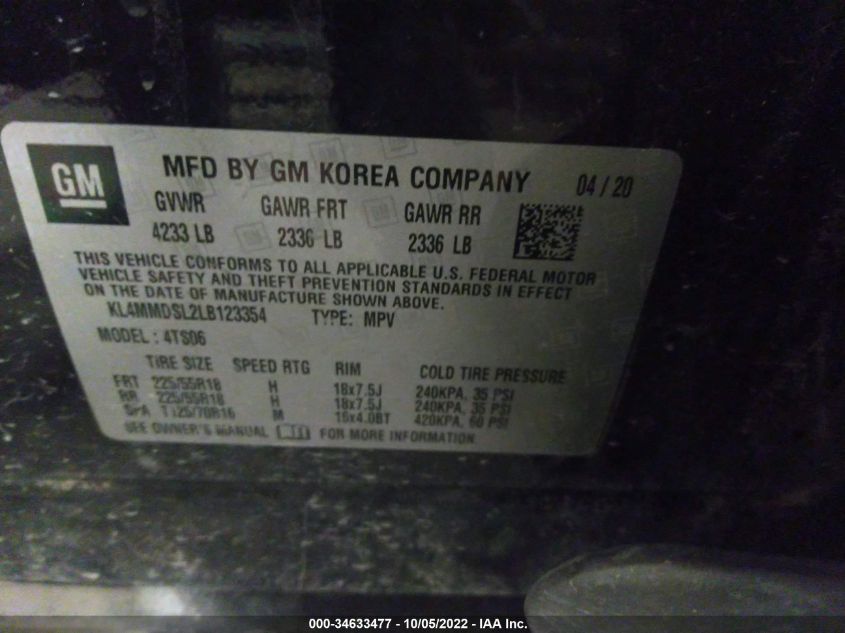 GM MFD BY GM KOREA COMPANY 04 / 20
GVWR GAWR FRT GAWR RR
4233 LB 2336 LB 2336 LB
THIS VEHICLE CONFORMS TO ALL APPLICABLE U.S. FEDERAL MOTOR
VEHICLE SAFETY AND THEFT PREVENTION STANDARDS IN EFFECT
ON THE DATE OF MANUFACTURE SHOWN ABOVE.
KL4MMDSL2LB123354 TYPE: MPV
MODEL : 4TS06
TIRE SIZE SPEED RTG RIM COLD TIRE PRESSURE
FRT 225/55R18 H 18x7.5J 240KPA, 35 PSI
RR 225/55R18 H 18x7.5J 240KPA, 35 PSI
SPA T125/70R16 M 16x4.0BT 420KPA, 60 PSI
SEE OWNER'S MANUAL FOR MORE INFORMATION
000-34633477 - 10/05/2022 - IAA Inc.